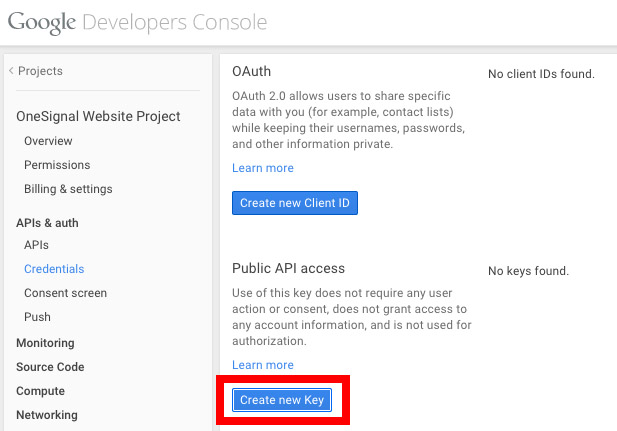 Google Developers Console
< Projects
OneSignal Website Project
Overview
Permissions
Billing & settings
APIs & auth
APIs
Credentials
Consent screen
Push
Monitoring
Source Code
Compute
Networking
OAuth
OAuth 2.0 allows users to share specific
data with you (for example, contact lists)
while keeping their usernames, passwords,
and other information private.
Learn more
Create new Client ID
No client IDs found.
Public API access
Use of this key does not require any user
action or consent, does not grant access to
any account information, and is not used for
authorization.
Learn more
Create new Key
No keys found.